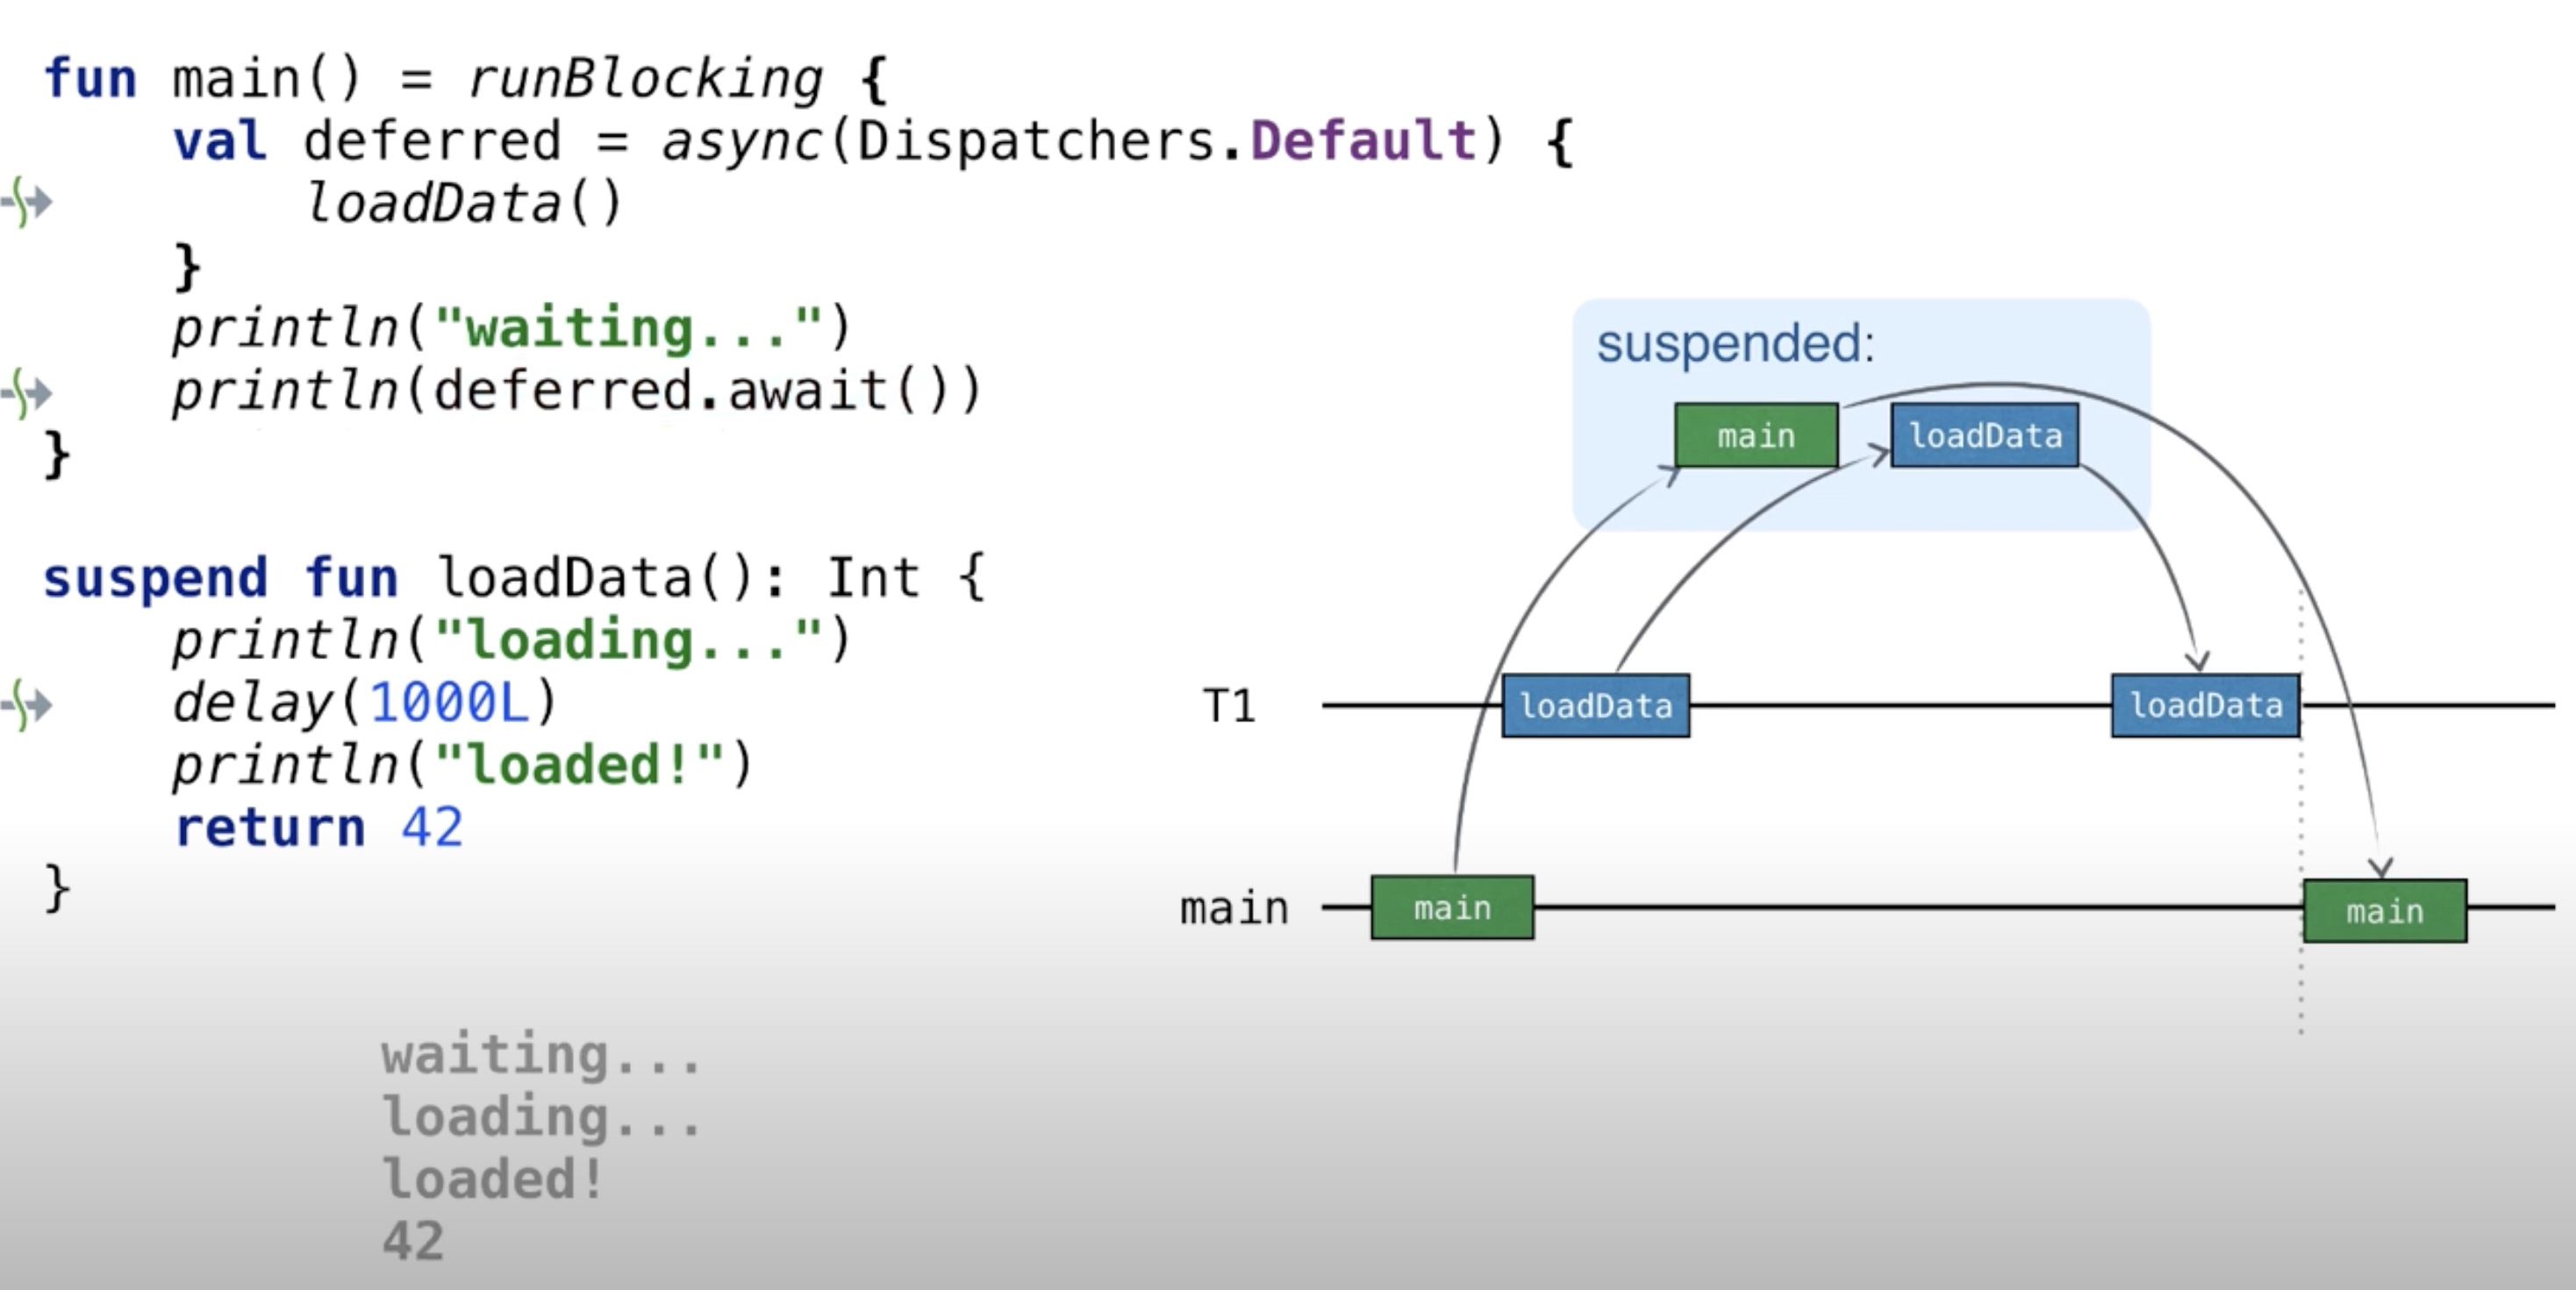 fun main() = runBlocking {
    val deferred = async(Dispatchers.Default) {
        loadData()
    }
    println("waiting...")
    println(deferred.await())
}
suspend fun loadData(): Int {
    println("loading...")
    delay(1000L)
    println("loaded!")
    return 42
}
waiting...
loading...
loaded!
42
suspended:
main loadData
T1 loadData loadData
main main main